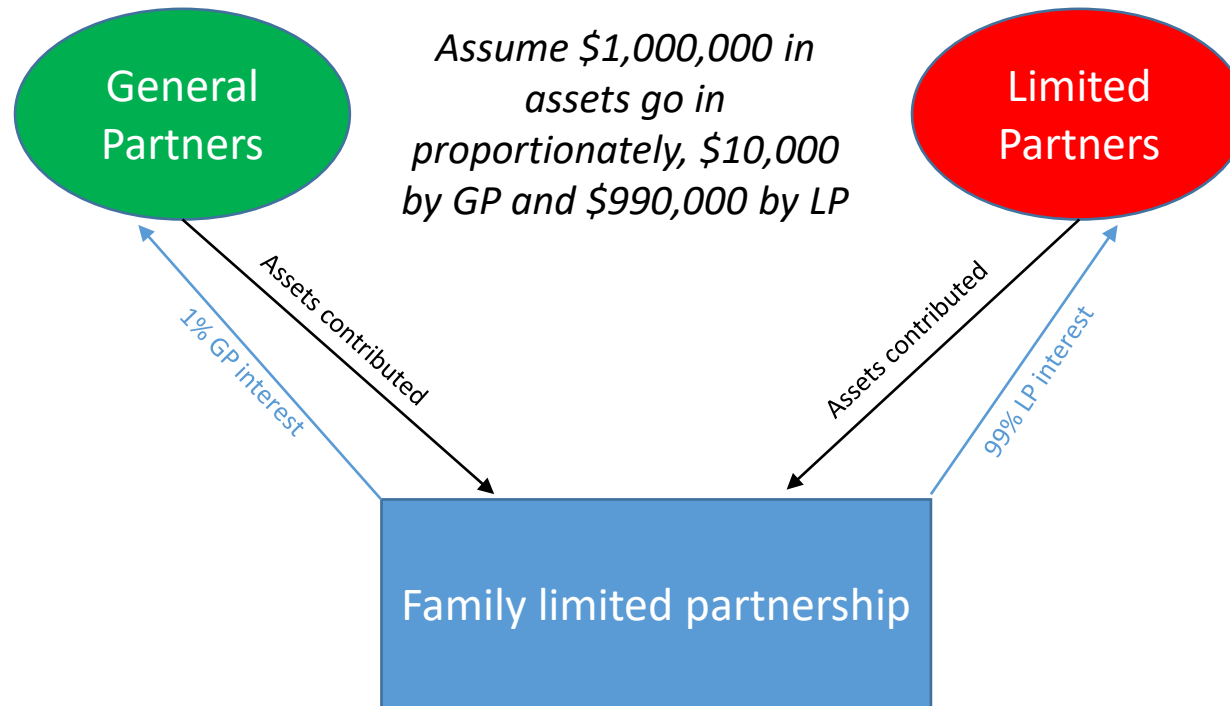 General
Partners
Assume $1,000,000 in
assets go in
proportionately, $10,000
by GP and $990,000 by LP
Limited
Partners
Assets contributed
1% GP interest
Assets contributed
99% LP interest
Family limited partnership